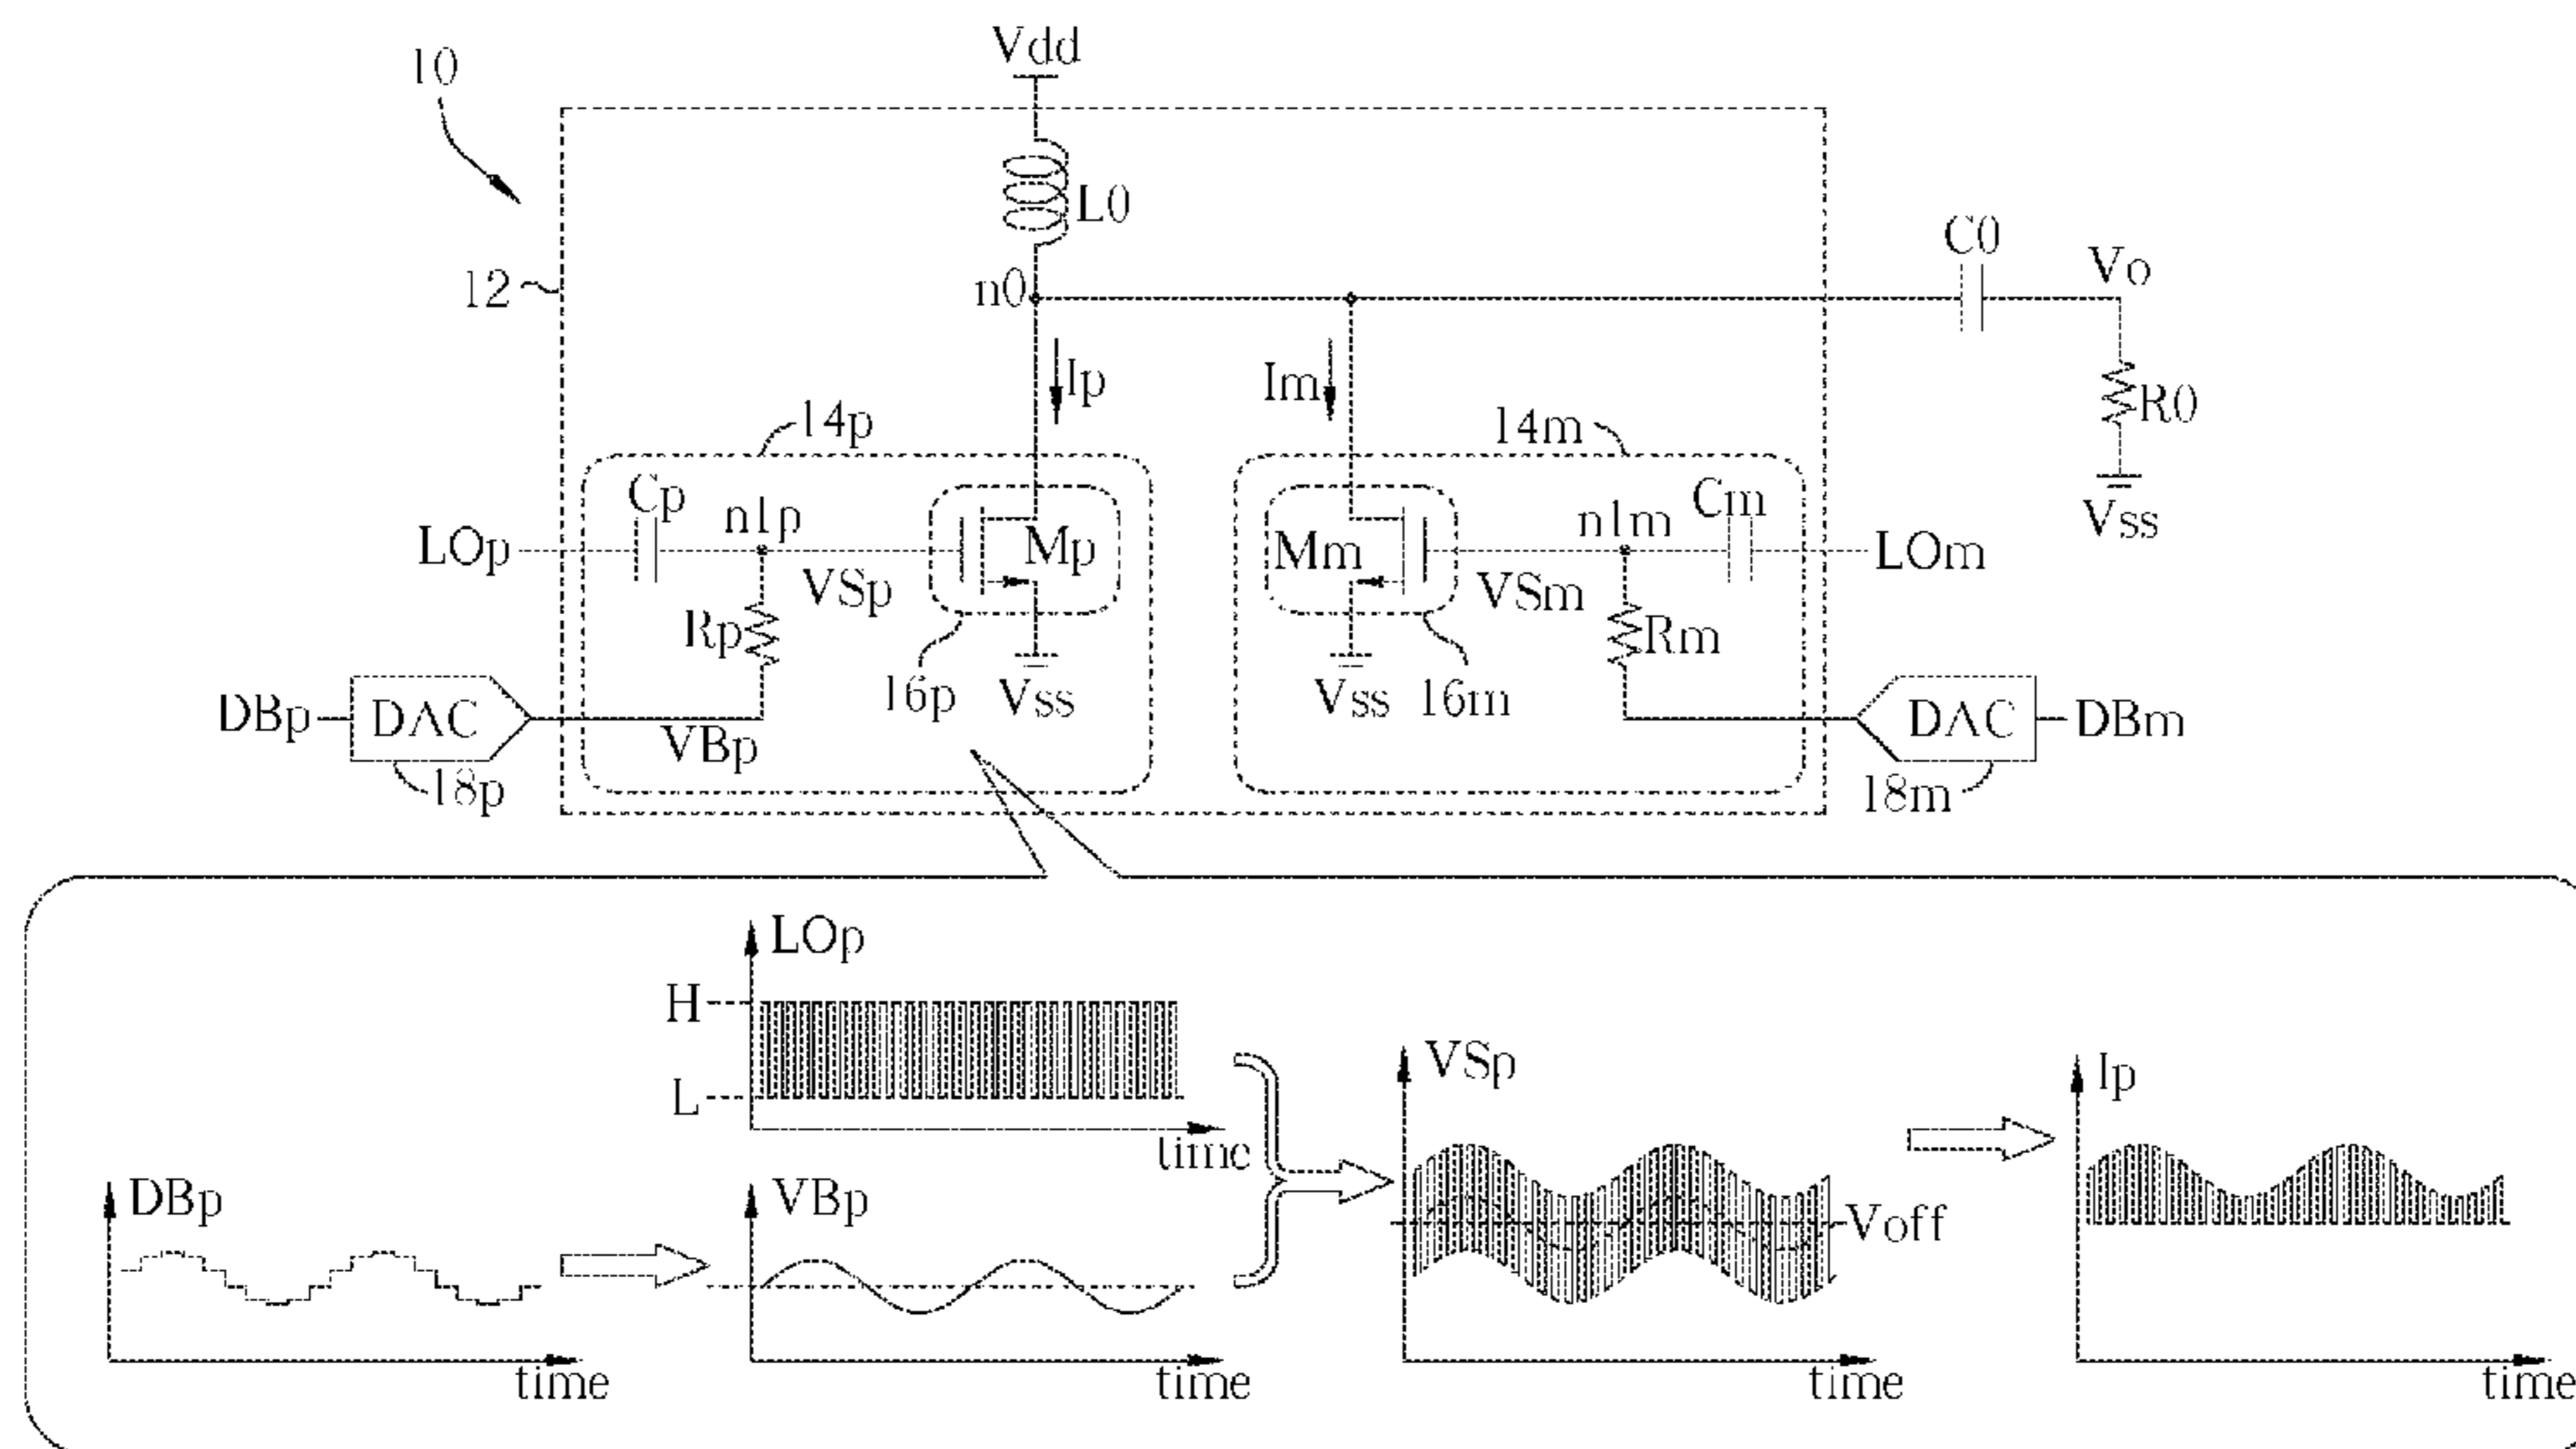 Vdd
10
L0
C0
Vo
12
n0
Ip
Im
R0
14p
14m
Cp
n1p
Mp
Mm
n1m
Cm
Vss
LOp
VSp
VSm
LOm
Rp
Rm
16p
Vss
Vss
16m
DBp
DAC
VBp
DAC
DBm
18p
18m
LOp
H
L
time
VSp
Ip
DBp
VBp
Voff
time
time
time
time